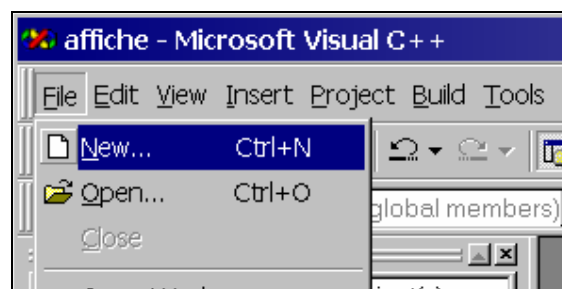 affiche - Microsoft Visual C++
File Edit View Insert Project Build Tools
New... Ctrl+N
Open... Ctrl+O
global members)
Close